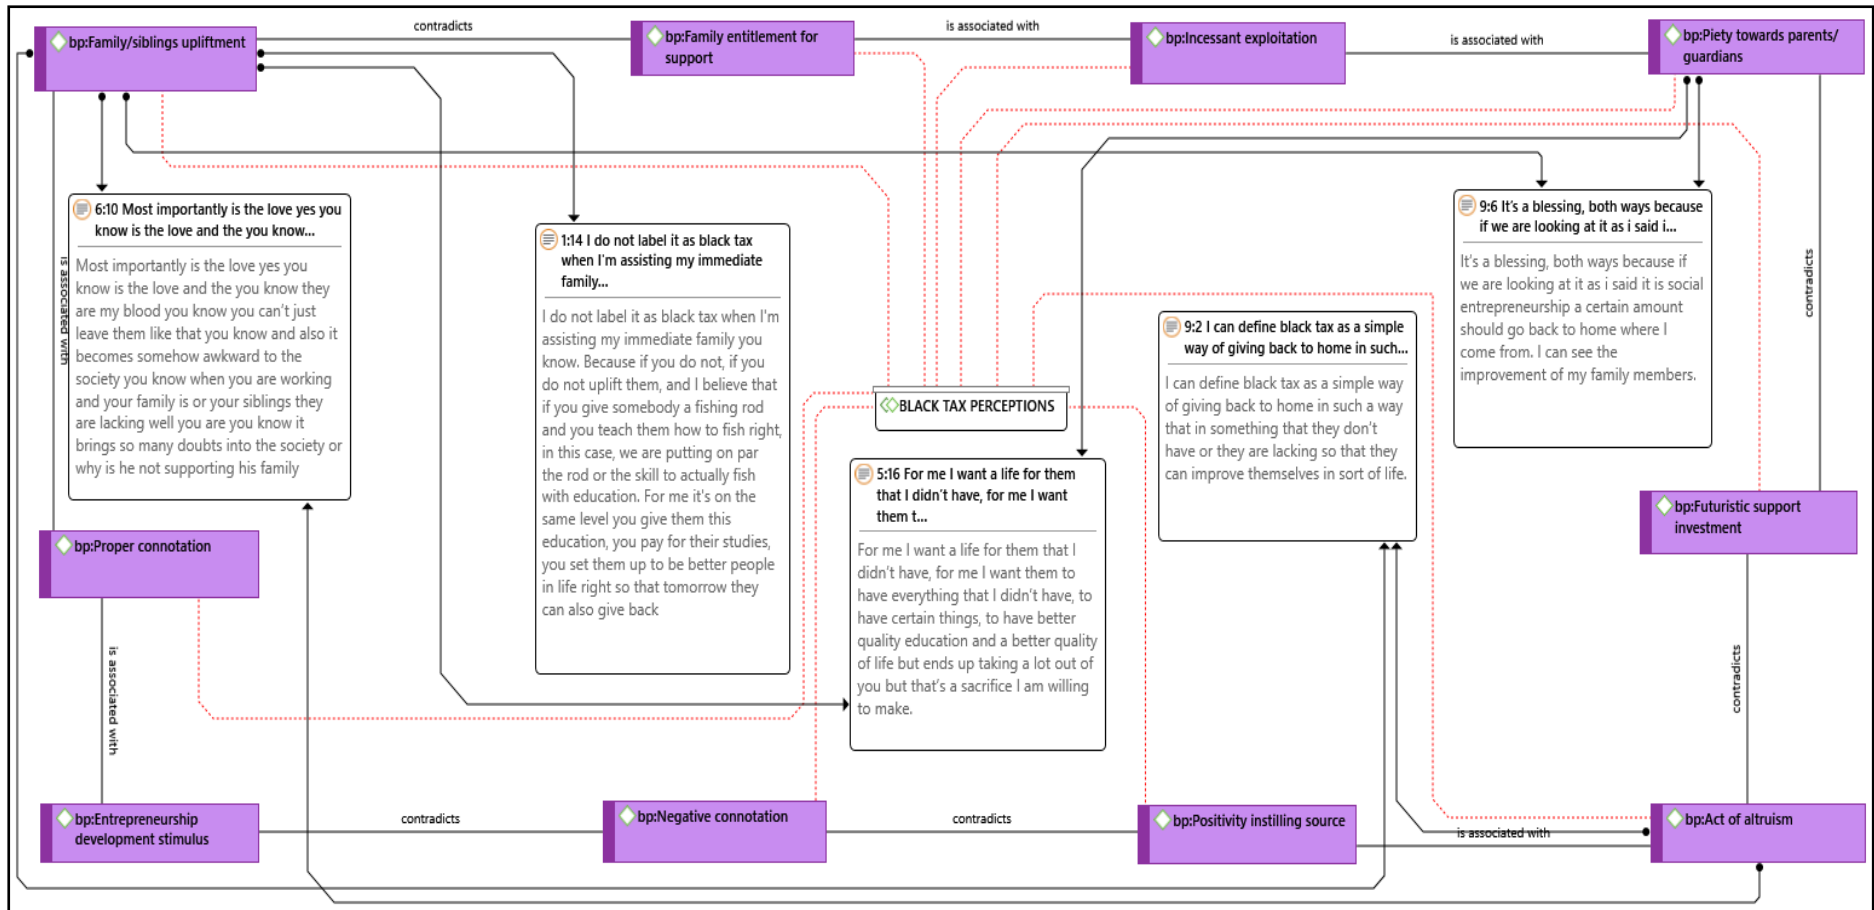 contradicts
is associated with
is associated with
bp:Family/siblings upliftment
bp:Family entitlement for
support
bp:Incessant exploitation
bp:Piety towards parents/
guardians
6:10 Most importantly is the love yes you
know is the love and the you know...
Most importantly is the love yes you
know is the love and the you know they
are my blood you know you can't just
leave them like that you know and also it
becomes somehow awkward to the
society you know when you are working
and your family is or your siblings they
are lacking well you are you know it
brings so many doubts into the society or
why is he not supporting his family
is associated with
1:14 I do not label it as black tax
when I'm assisting my immediate
family...
I do not label it as black tax when I'm
assisting my immediate family you
know. Because if you do not, if you
do not uplift them, and I believe that
if you give somebody a fishing rod
and you teach them how to fish right,
in this case, we are putting on par
the rod or the skill to actually fish
with education. For me it's on the
same level you give them this
education, you pay for their studies,
you set them up to be better people
in life right so that tomorrow they
can also give back
BLACK TAX PERCEPTIONS
5:16 For me I want a life for them
that I didn't have, for me I want
them t...
For me I want a life for them that I
didn't have, for me I want them to
have everything that I didn't have, to
have certain things, to have better
quality education and a better quality
of life but ends up taking a lot out of
you but that's a sacrifice I am willing
to make.
9:2 I can define black tax as a simple
way of giving back to home in such...
I can define black tax as a simple way
of giving back to home in such a way
that in something that they don't
have or they are lacking so that they
can improve themselves in sort of life.
9:6 It's a blessing, both ways because
if we are looking at it as i said i...
It's a blessing, both ways because if
we are looking at it as i said it is social
entrepreneurship a certain amount
should go back to home where I
come from. I can see the
improvement of my family members.
contradicts
bp:Proper connotation
bp:Futuristic support
investment
is associated with
contradicts
bp:Entrepreneurship
development stimulus
contradicts
bp:Negative connotation
contradicts
bp:Positivity instilling source
is associated with
bp:Act of altruism